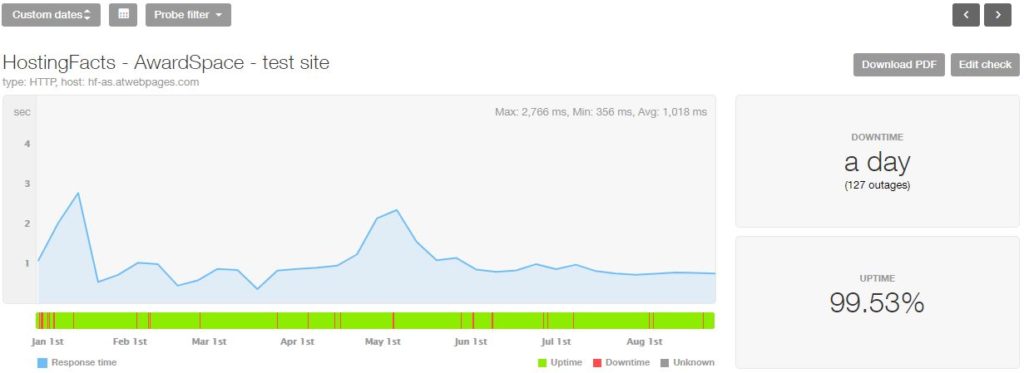 Custom dates
Probe filter
HostingFacts - AwardSpace - test site
type: HTTP, host: hf-as.atwebpages.com
Download PDF
Edit check
sec
Max: 2,766 ms, Min: 356 ms, Avg: 1,018 ms
4
3
2
1
Jan 1st Feb 1st Mar 1st Apr 1st May 1st Jun 1st Jul 1st Aug 1st
Response time
Uptime Downtime Unknown
DOWNTIME
a day
(127 outages)
UPTIME
99.53%